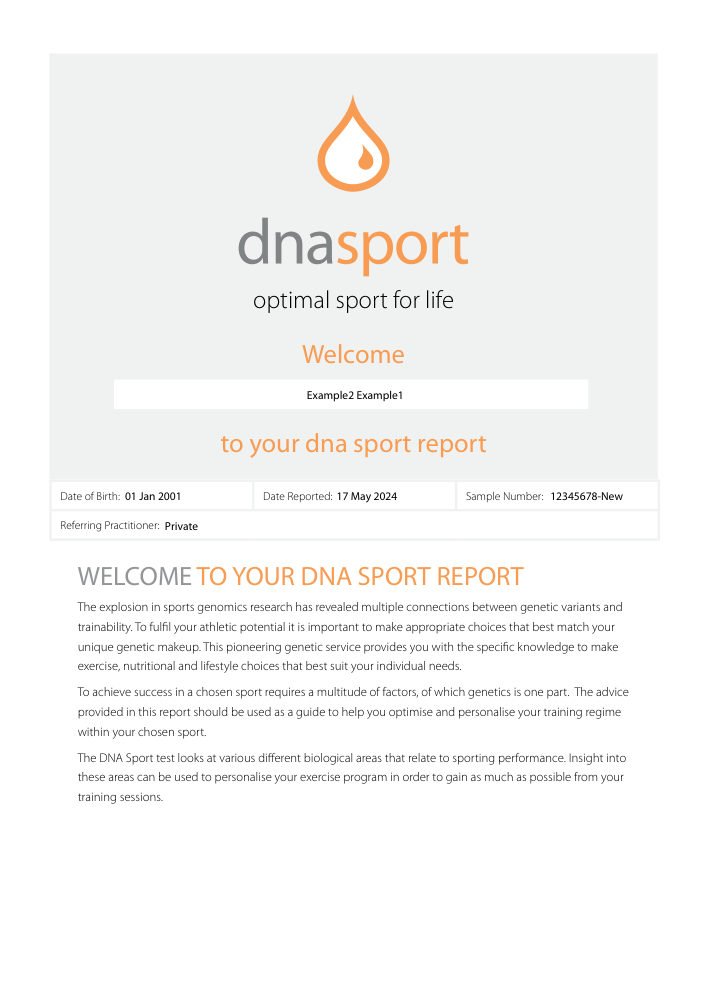 dnasport
optimal sport for life
Welcome
Example2 Example1
to your dna sport report
Date of Birth: 01 Jan 2001
Date Reported: 17 May 2024
Sample Number: 12345678-New
Referring Practitioner: Private
WELCOME TO YOUR DNA SPORT REPORT
The explosion in sports genomics research has revealed multiple connections between genetic variants and
trainability. To fulfil your athletic potential it is important to make appropriate choices that best match your
unique genetic makeup. This pioneering genetic service provides you with the specific knowledge to make
exercise, nutritional and lifestyle choices that best suit your individual needs.
To achieve success in a chosen sport requires a multitude of factors, of which genetics is one part. The advice
provided in this report should be used as a guide to help you optimise and personalise your training regime
within your chosen sport.
The DNA Sport test looks at various different biological areas that relate to sporting performance. Insight into
these areas can be used to personalise your exercise program in order to gain as much as possible from your
training sessions.